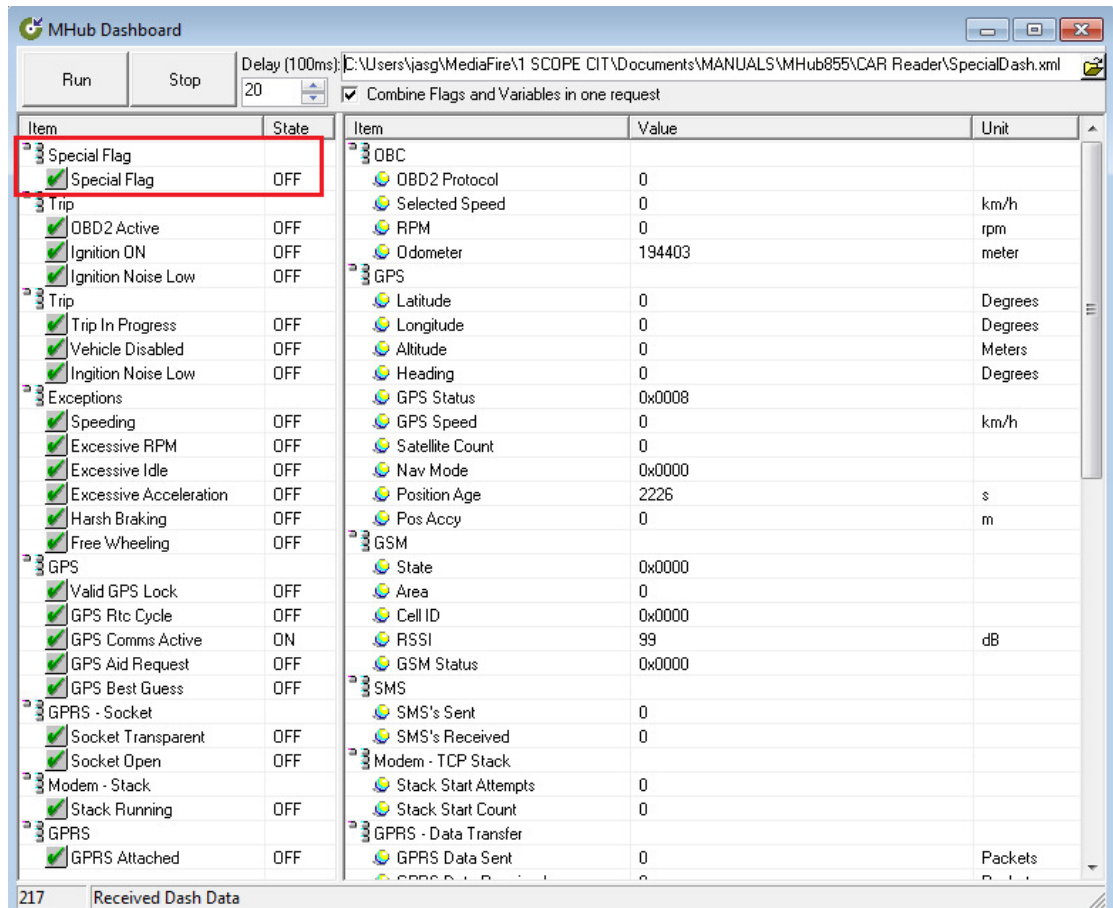 MHub Dashboard
Run
Stop
Delay (100ms):
20
C:\Users\jasg\MediaFire\1 SCOPE CIT\Documents\MANUALS\MHub855\CAR Reader\SpecialDash.xml
Combine Flags and Variables in one request
Item State
Special Flag
Special Flag OFF
Trip
OBD2 Active OFF
Ignition ON OFF
Ignition Noise Low OFF
Trip
Trip In Progress OFF
Vehicle Disabled OFF
Ingition Noise Low OFF
Exceptions
Speeding OFF
Excessive RPM OFF
Excessive Idle OFF
Excessive Acceleration OFF
Harsh Braking OFF
Free Wheeling OFF
GPS
Valid GPS Lock OFF
GPS Rtc Cycle OFF
GPS Comms Active ON
GPS Aid Request OFF
GPS Best Guess OFF
GPRS - Socket
Socket Transparent OFF
Socket Open OFF
Modem - Stack
Stack Running OFF
GPRS
GPRS Attached OFF
Item Value Unit
OBC
OBD2 Protocol 0
Selected Speed 0 km/h
RPM 0 rpm
Odometer 194403 meter
GPS
Latitude 0 Degrees
Longitude 0 Degrees
Altitude 0 Meters
Heading 0 Degrees
GPS Status 0x0008
GPS Speed 0 km/h
Satellite Count 0
Nav Mode 0x0000
Position Age 2226 s
Pos Accy 0 m
GSM
State 0x0000
Area 0
Cell ID 0x0000
RSSI 99 dB
GSM Status 0x0000
SMS
SMS's Sent 0
SMS's Received 0
Modem - TCP Stack
Stack Start Attempts 0
Stack Start Count 0
GPRS - Data Transfer
GPRS Data Sent 0 Packets
217 Received Dash Data